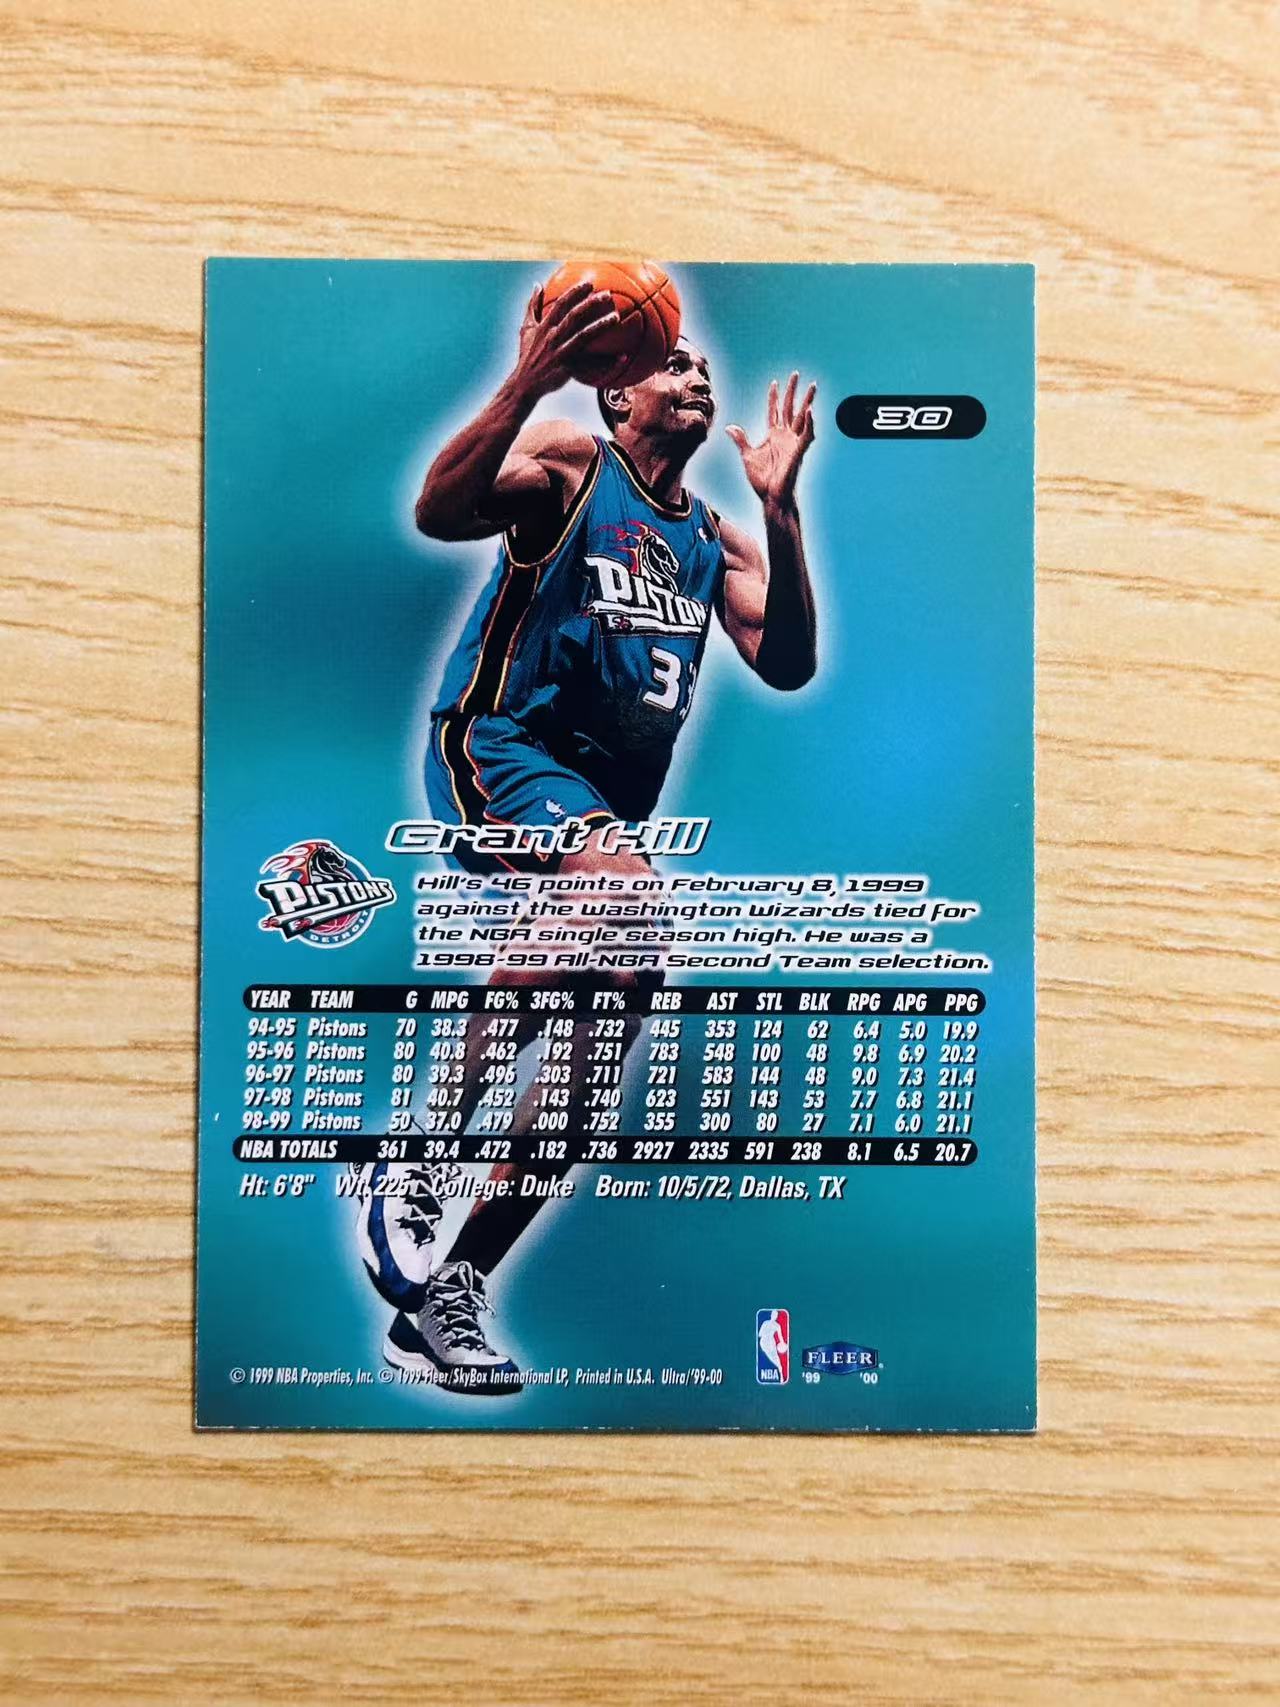 30
PISTONS
33
Grant Hill
PISTONS
DETROIT
Hill's 46 points on February 8, 1999
against the Washington Wizards tied for
the NBA single season high. He was a
1998-99 All-NBA Second Team selection.
YEAR TEAM G MPG FG% 3FG% FT% REB AST STL BLK RPG APG PPG
94-95 Pistons 70 38.3 .477 .148 .732 445 353 124 62 6.4 5.0 19.9
95-96 Pistons 80 40.8 .462 .192 .751 783 548 100 48 9.8 6.9 20.2
96-97 Pistons 80 39.3 .496 .303 .711 721 583 144 48 9.0 7.3 21.4
97-98 Pistons 81 40.7 .452 .143 .740 623 551 143 53 7.7 6.8 21.1
98-99 Pistons 50 37.0 .479 .000 .752 355 300 80 27 7.1 6.0 21.1
NBA TOTALS 361 39.4 .472 .182 .736 2927 2335 591 238 8.1 6.5 20.7
Ht: 6'8" Wt: 225 College: Duke Born: 10/5/72, Dallas, TX
© 1999 NBA Properties, Inc. © 1999 Fleer/SkyBox International LP, Printed in U.S.A. Ultra/'99-00
NBA
FLEER
'99 '00